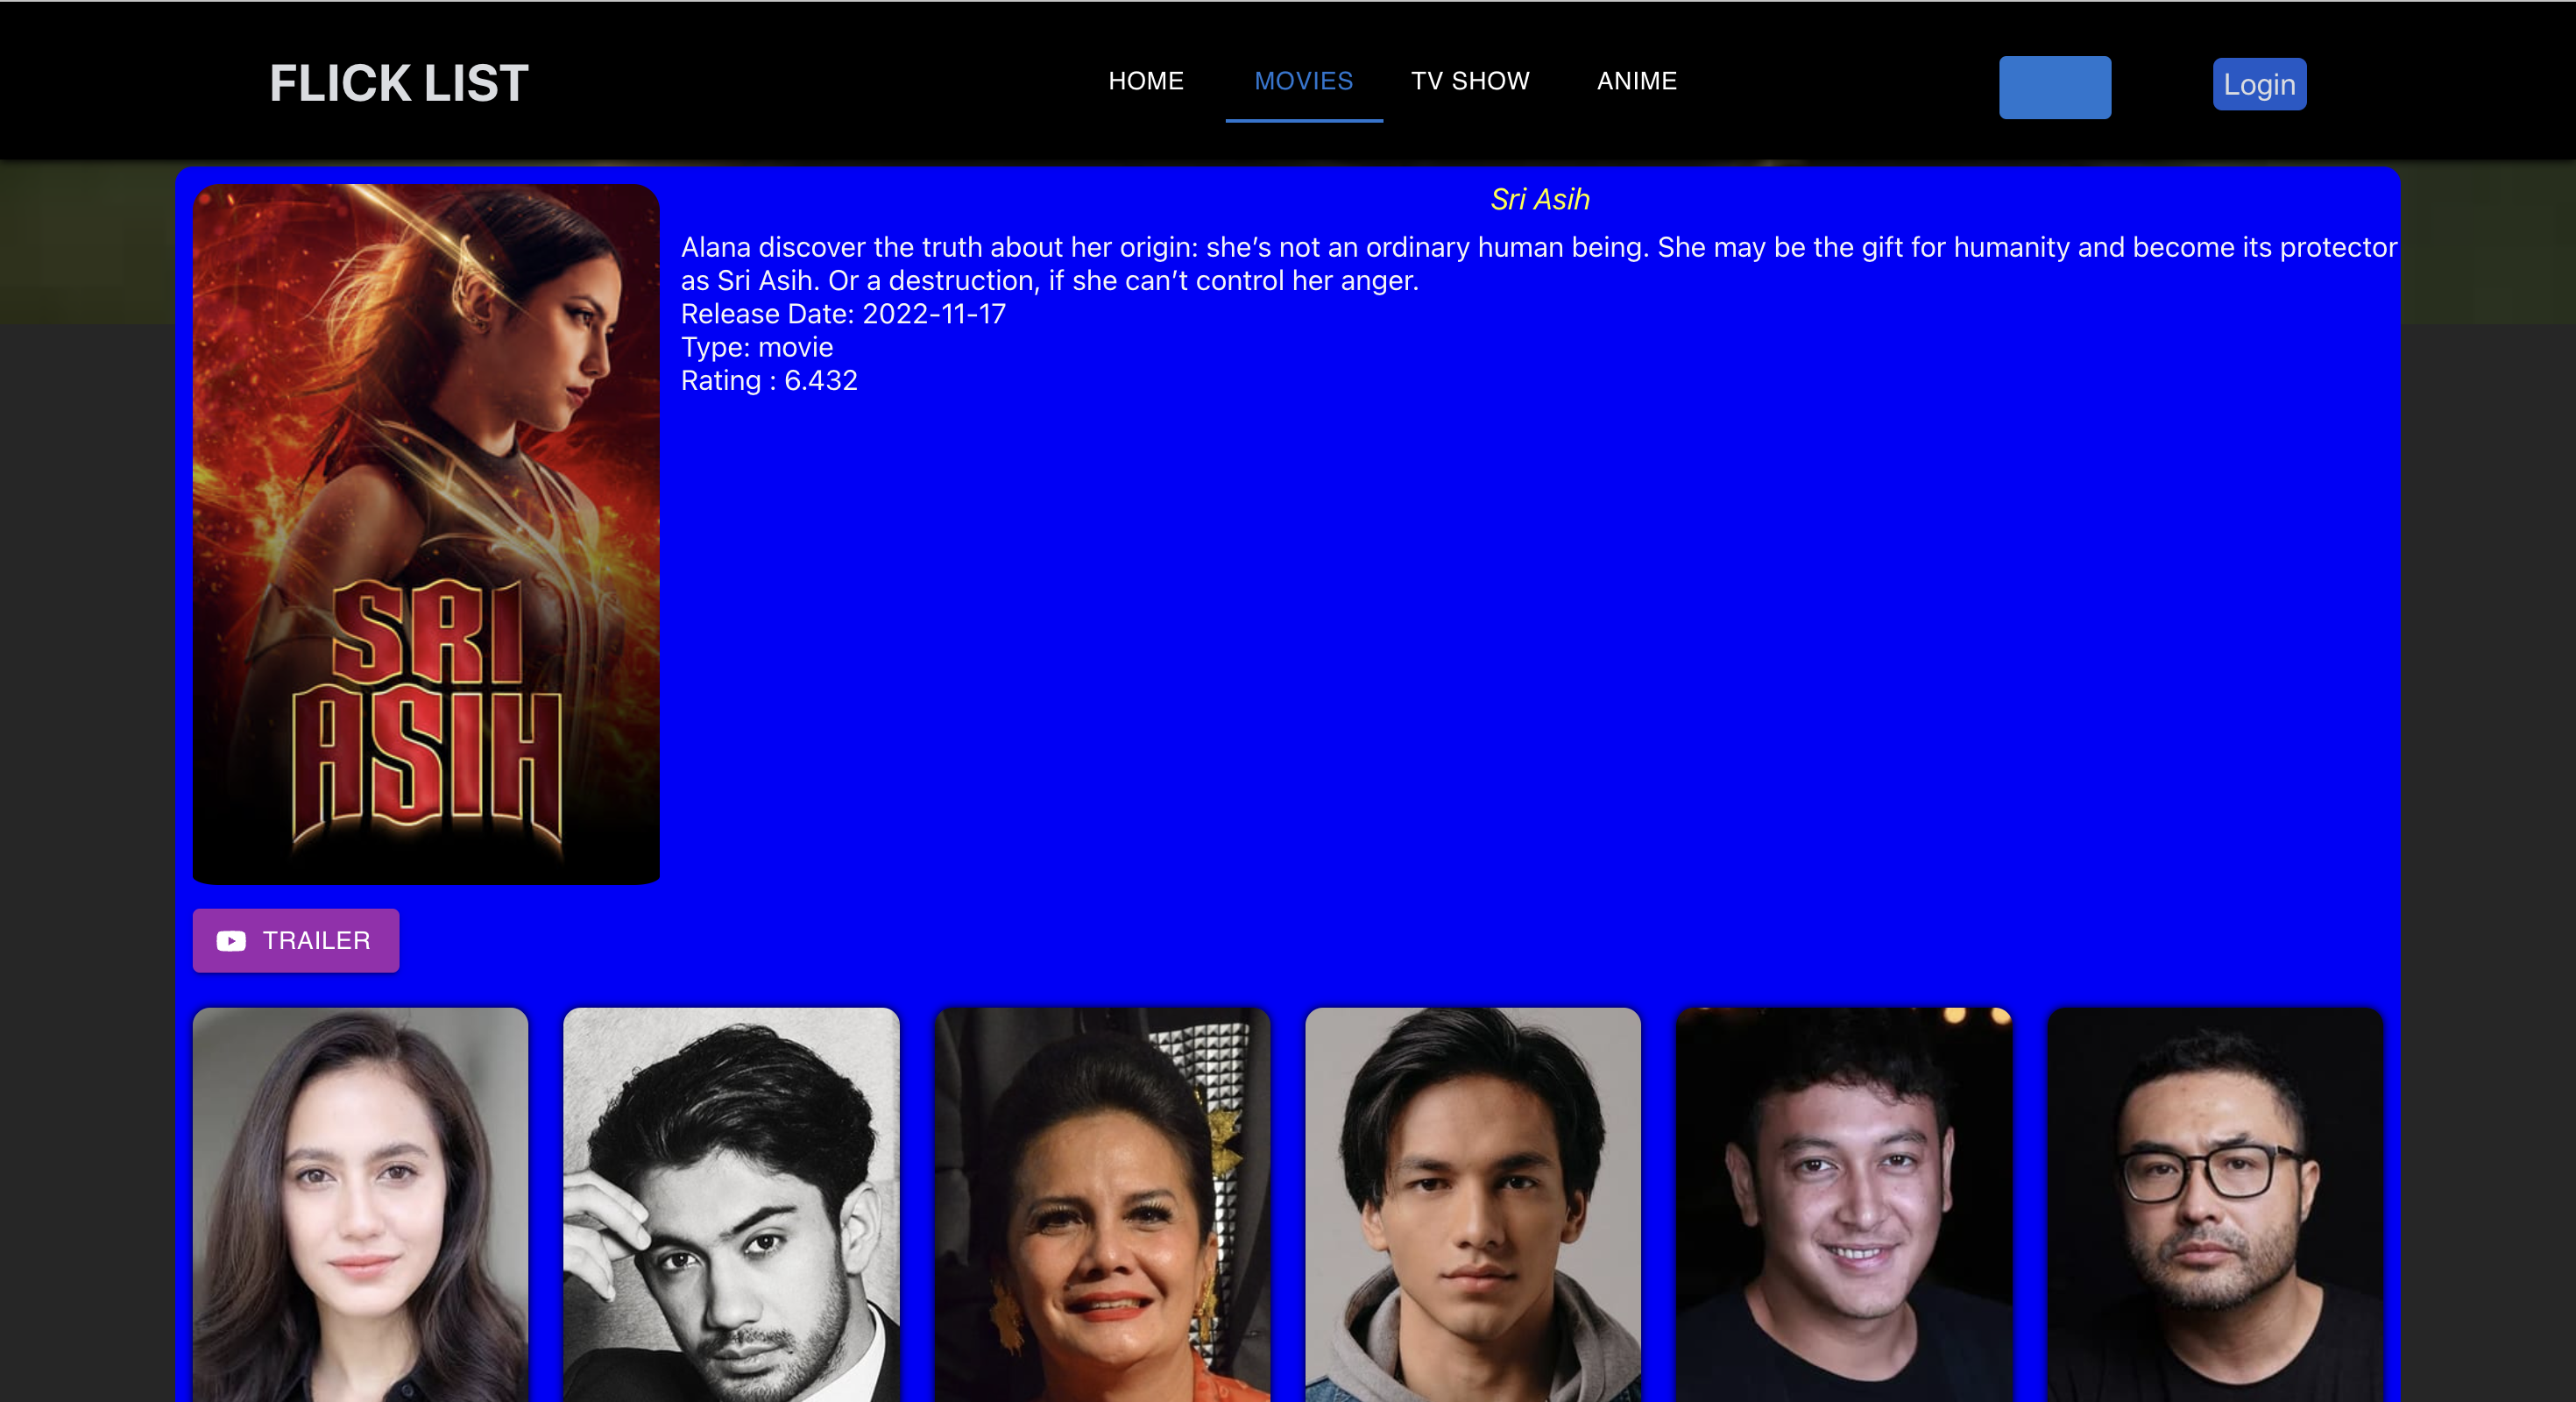 FLICK LIST
HOME
MOVIES
TV SHOW
ANIME
Login
Sri Asih
Alana discover the truth about her origin: she’s not an ordinary human being. She may be the gift for humanity and become its protector
as Sri Asih. Or a destruction, if she can’t control her anger.
Release Date: 2022-11-17
Type: movie
Rating : 6.432
SRI
ASIH
TRAILER